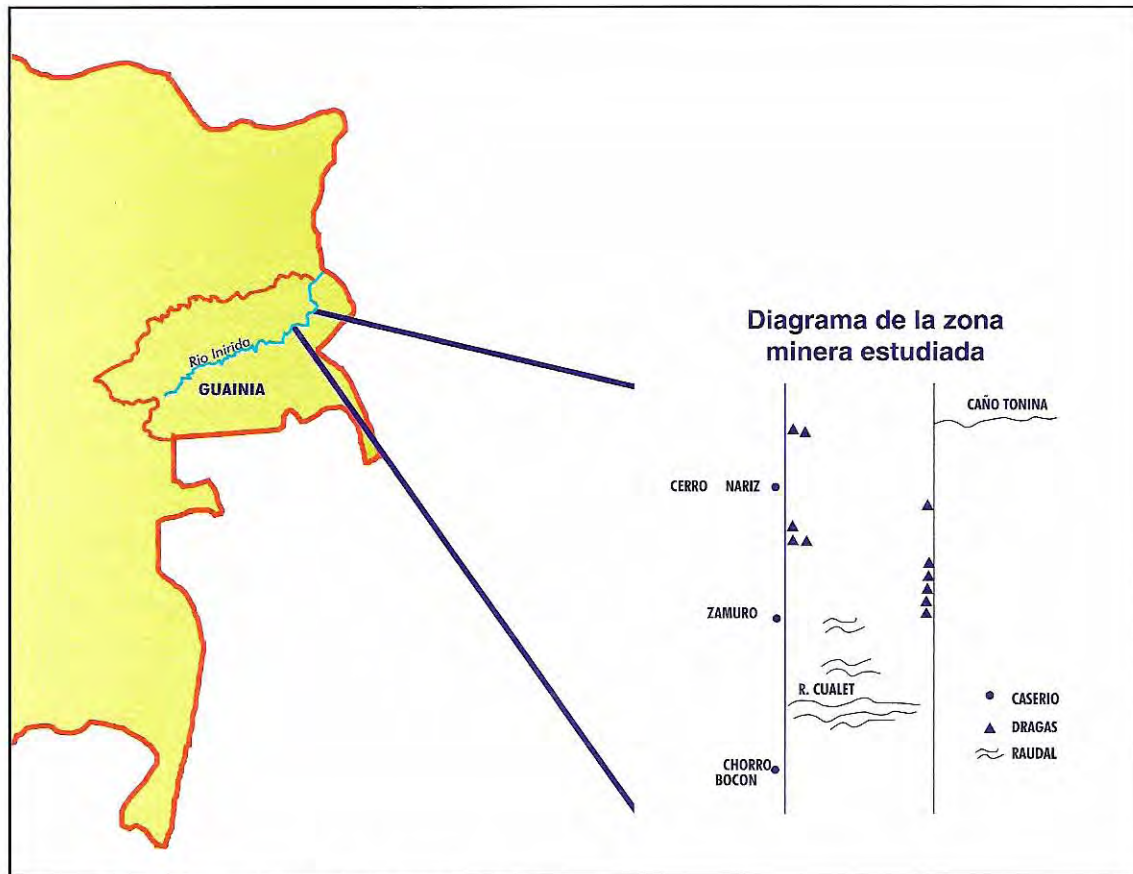 Rio Inirida
GUAINIA
Diagrama de la zona
minera estudiada
CAÑO TONINA
CERRO NARIZ
ZAMURO
R. CUALET
CHORRO
BOCON
CASERIO
DRAGAS
RAUDAL